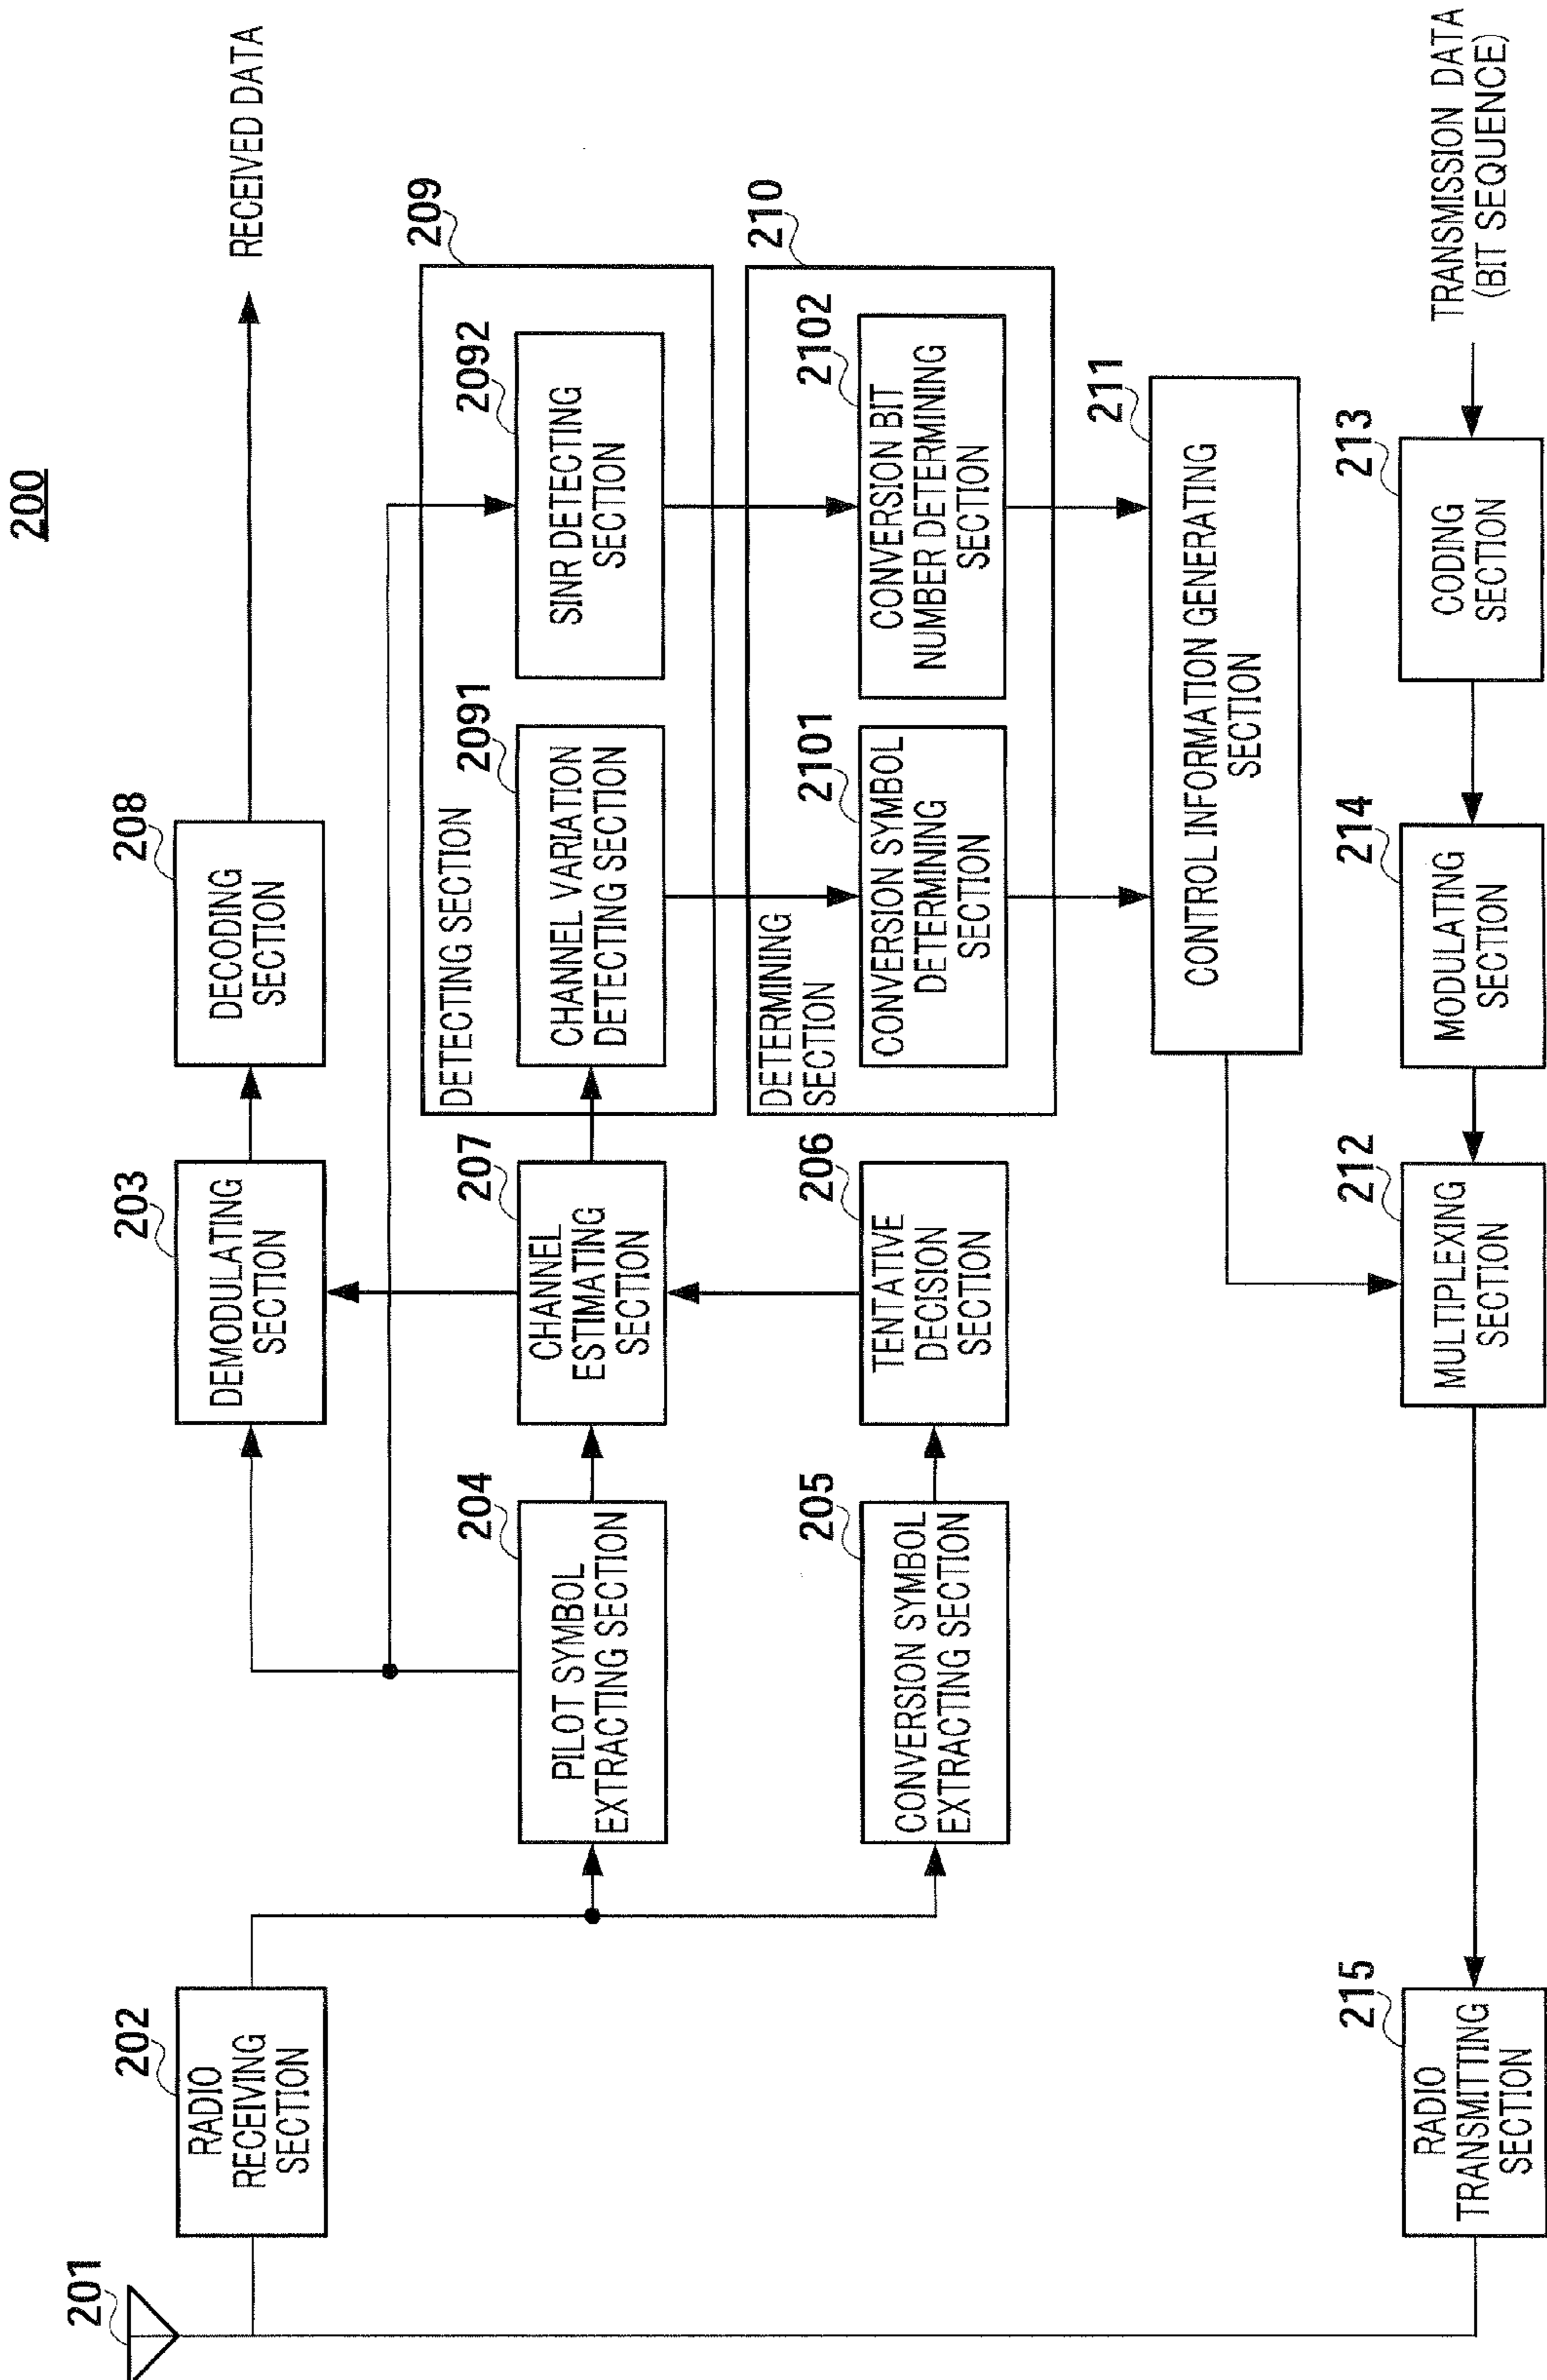 200
201
202
RADIO
RECEIVING
SECTION
203
DEMODULATING
SECTION
208
DECODING
SECTION
RECEIVED DATA
204
PILOT SYMBOL
EXTRACTING SECTION
207
CHANNEL
ESTIMATING
SECTION
209
DETECTING SECTION
2091
CHANNEL VARIATION
DETECTING SECTION
2092
SINR DETECTING
SECTION
205
CONVERSION SYMBOL
EXTRACTING SECTION
206
TENTATIVE
DECISION
SECTION
210
DETERMINING
SECTION
2101
CONVERSION SYMBOL
DETERMINING
SECTION
2102
CONVERSION BIT
NUMBER DETERMINING
SECTION
211
CONTROL INFORMATION GENERATING
SECTION
215
RADIO
TRANSMITTING
SECTION
212
MULTIPLEXING
SECTION
214
MODULATING
SECTION
213
CODING
SECTION
TRANSMISSION DATA
(BIT SEQUENCE)